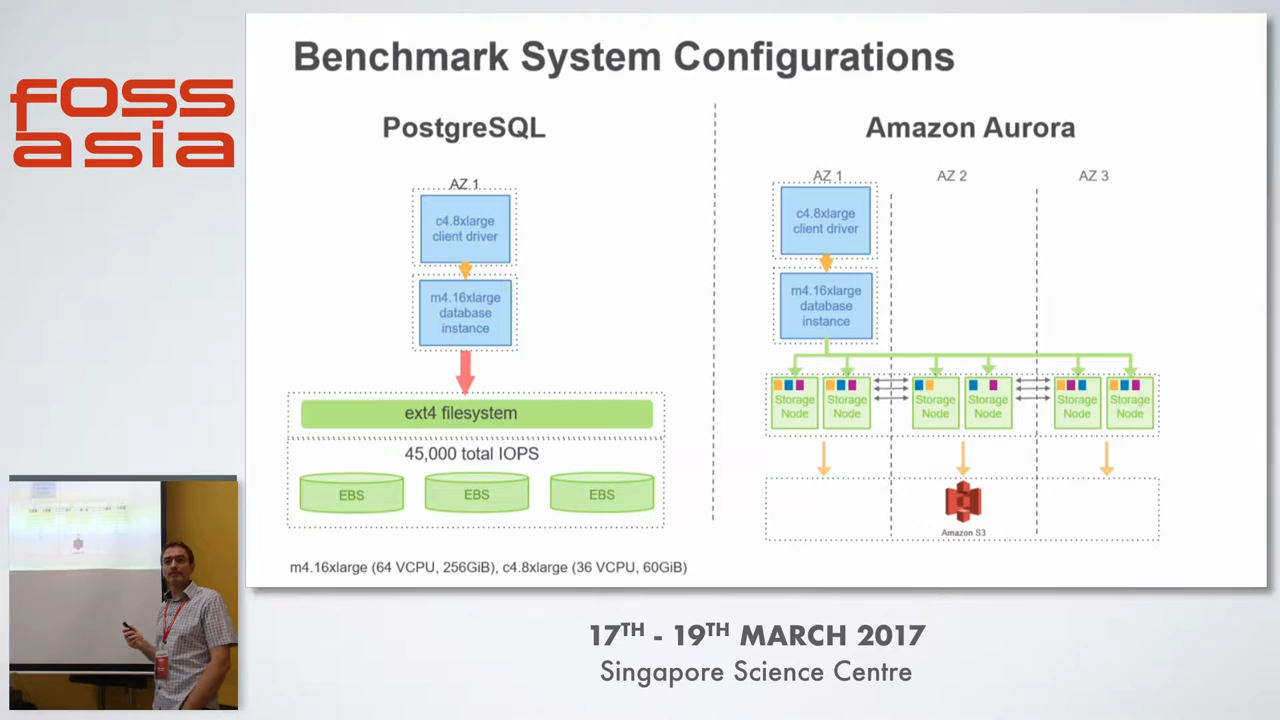 foss
asia
Benchmark System Configurations
PostgreSQL
AZ 1
c4.8xlarge
client driver
m4.16xlarge
database
instance
ext4 filesystem
45,000 total IOPS
EBS EBS EBS
m4.16xlarge (64 VCPU, 256GiB), c4.8xlarge (36 VCPU, 60GiB)
Amazon Aurora
AZ 1 AZ 2 AZ 3
c4.8xlarge
client driver
m4.16xlarge
database
instance
Storage Storage Storage Storage Storage Storage
Node Node Node Node Node Node
Amazon S3
17TH - 19TH MARCH 2017
Singapore Science Centre